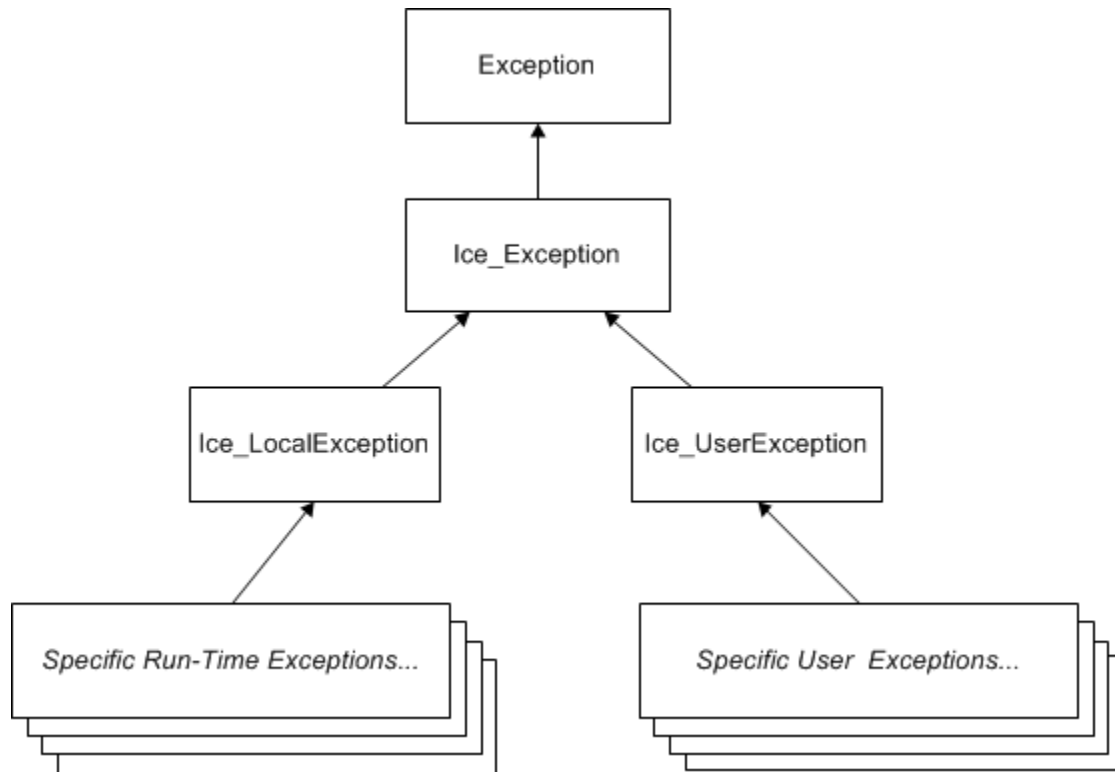 Exception
Ice_Exception
Ice_LocalException
Ice_UserException
Specific Run-Time Exceptions...
Specific User  Exceptions...